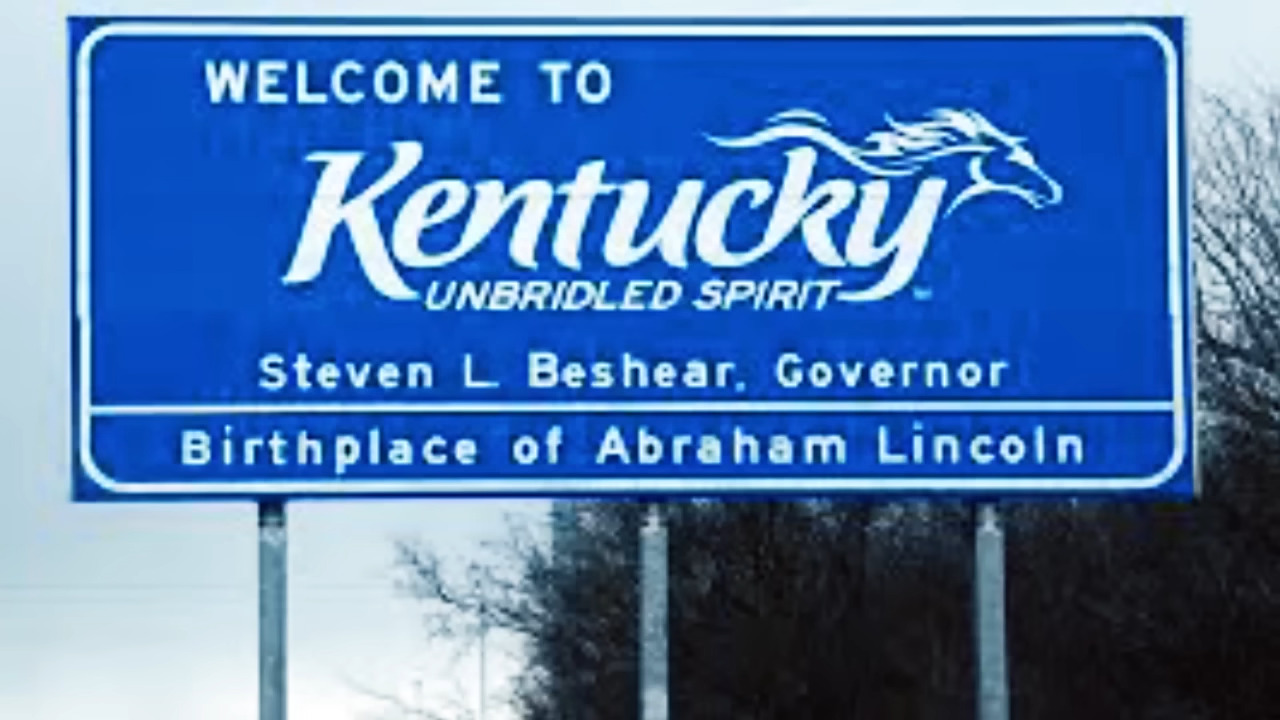 WELCOME TO
Kentucky
UNBRIDLED SPIRIT
Steven L. Beshear, Governor
Birthplace of Abraham Lincoln